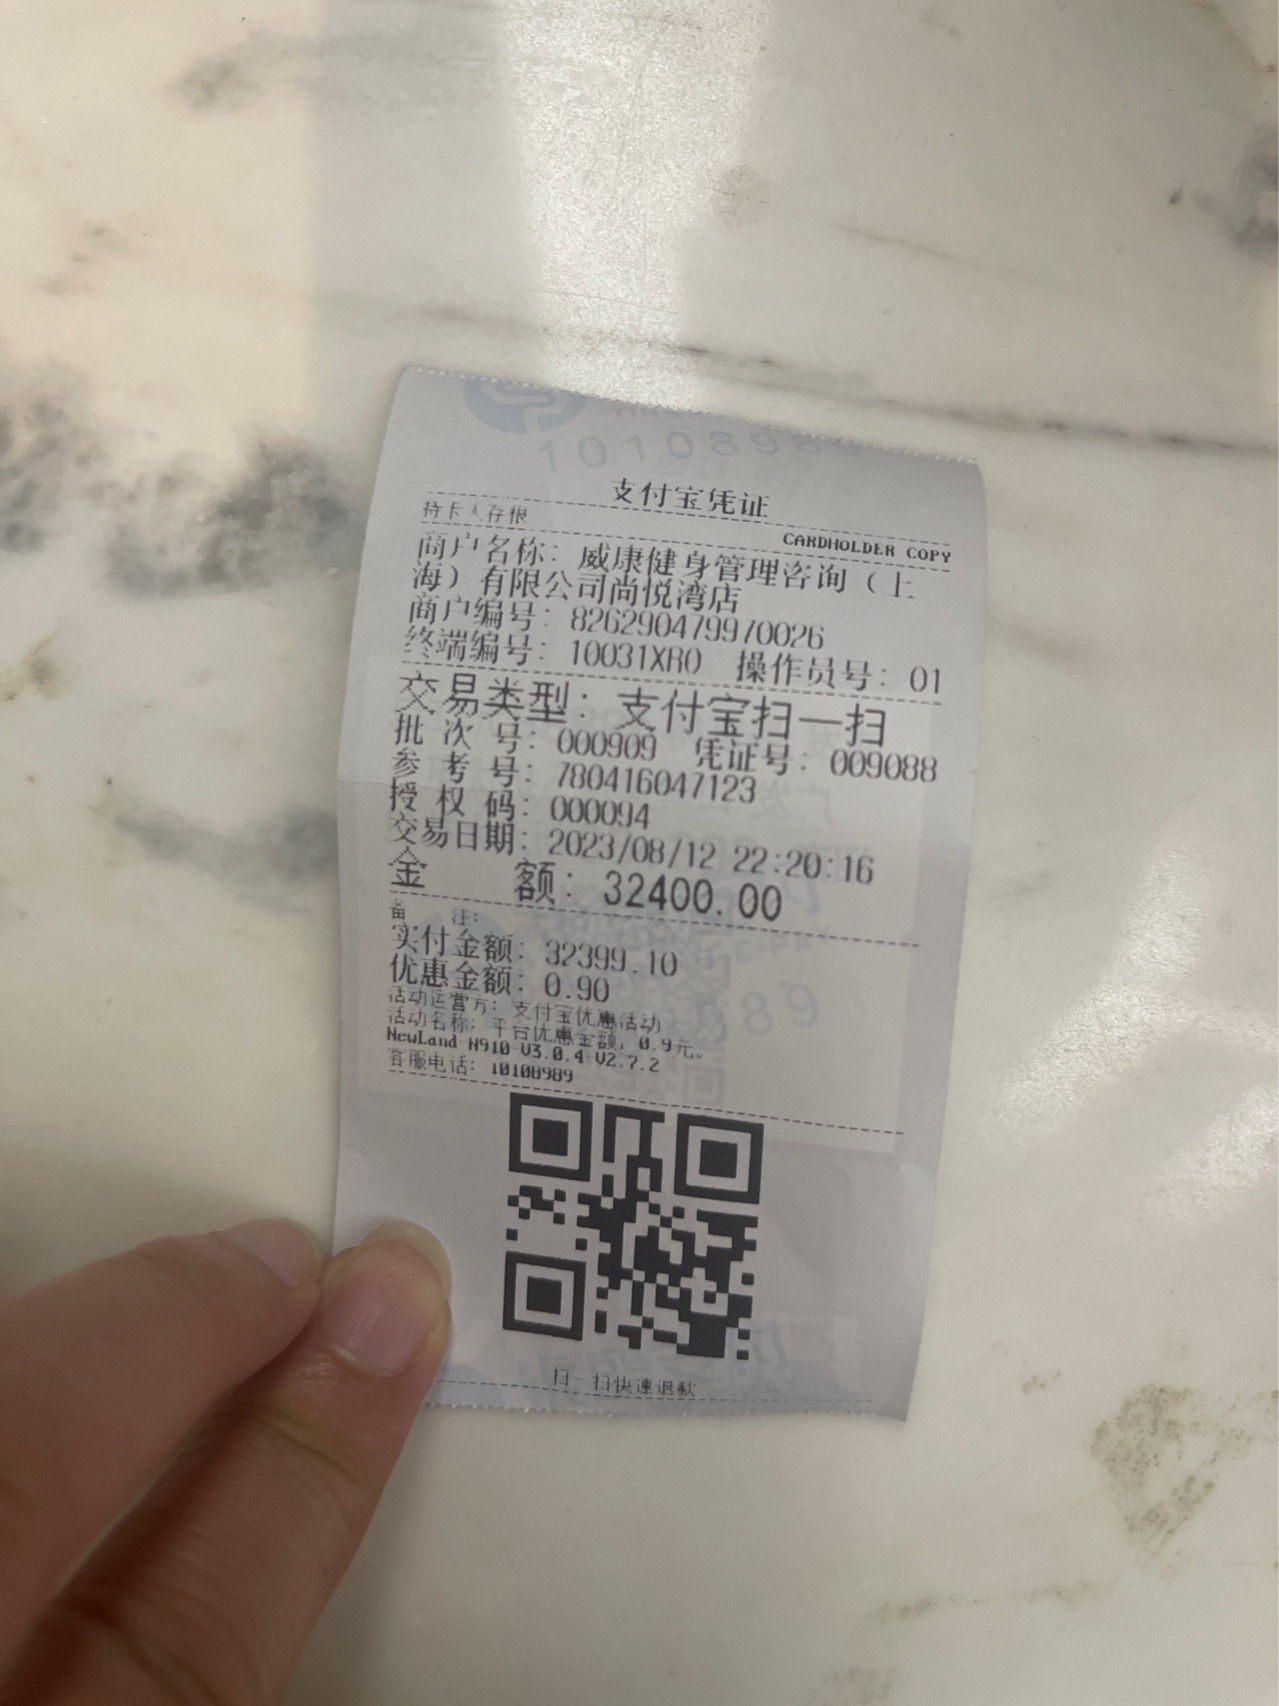 10108989
支付宝凭证
持卡人存根
CARDHOLDER COPY
商户名称: 威康健身管理咨询（上
海）有限公司尚悦湾店
商户编号: 826290479970026
终端编号: 10031XR0 操作员号: 01
交易类型: 支付宝扫一扫
批次号: 000909 凭证号: 009088
参考号: 780416047123
授权码: 000094
交易日期: 2023/08/12 22:20:16
金额: 32400.00
备注:
实付金额: 32399.10
优惠金额: 0.90
活动运营方: 支付宝优惠活动
活动名称: 平台优惠金额, 0.9元。
NewLand-N910-V3.0.4-V2.7.2
客服电话: 10108989
扫一扫快速退款